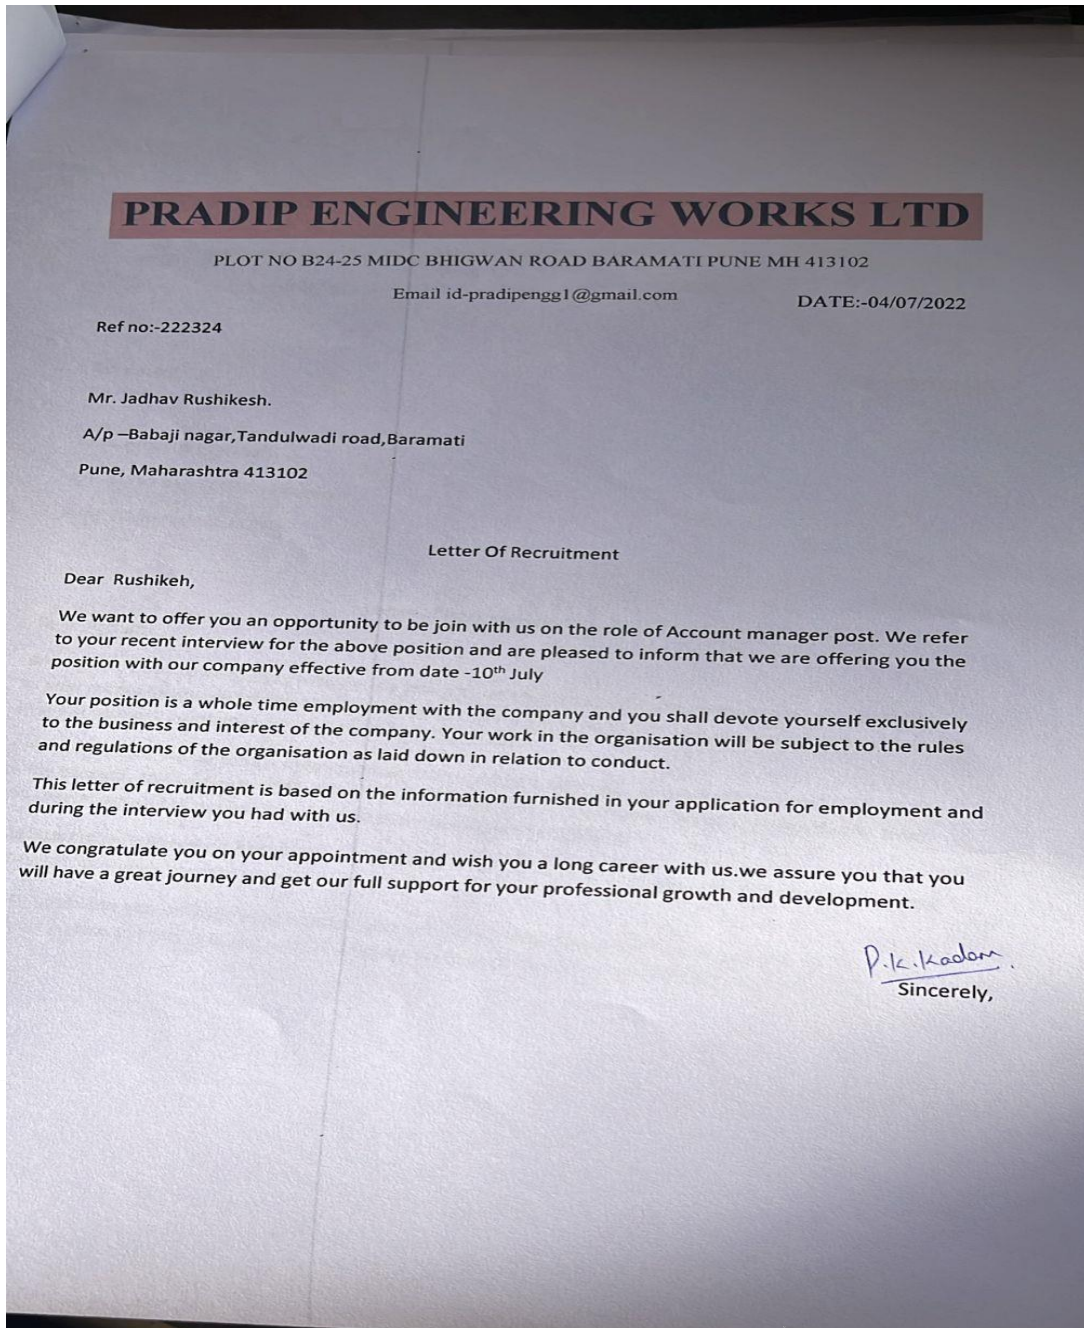 PRADIP ENGINEERING WORKS LTD
PLOT NO B24-25 MIDC BHIGWAN ROAD BARAMATI PUNE MH 413102
Email id-pradipengg1@gmail.com
DATE:-04/07/2022
Ref no:-222324
Mr. Jadhav Rushikesh.
A/p –Babaji nagar,Tandulwadi road,Baramati
Pune, Maharashtra 413102
Letter Of Recruitment
Dear Rushikeh,
We want to offer you an opportunity to be join with us on the role of Account manager post. We refer
to your recent interview for the above position and are pleased to inform that we are offering you the
position with our company effective from date -10th July
Your position is a whole time employment with the company and you shall devote yourself exclusively
to the business and interest of the company. Your work in the organisation will be subject to the rules
and regulations of the organisation as laid down in relation to conduct.
This letter of recruitment is based on the information furnished in your application for employment and
during the interview you had with us.
We congratulate you on your appointment and wish you a long career with us.we assure you that you
will have a great journey and get our full support for your professional growth and development.
P.K.Kadam
Sincerely,